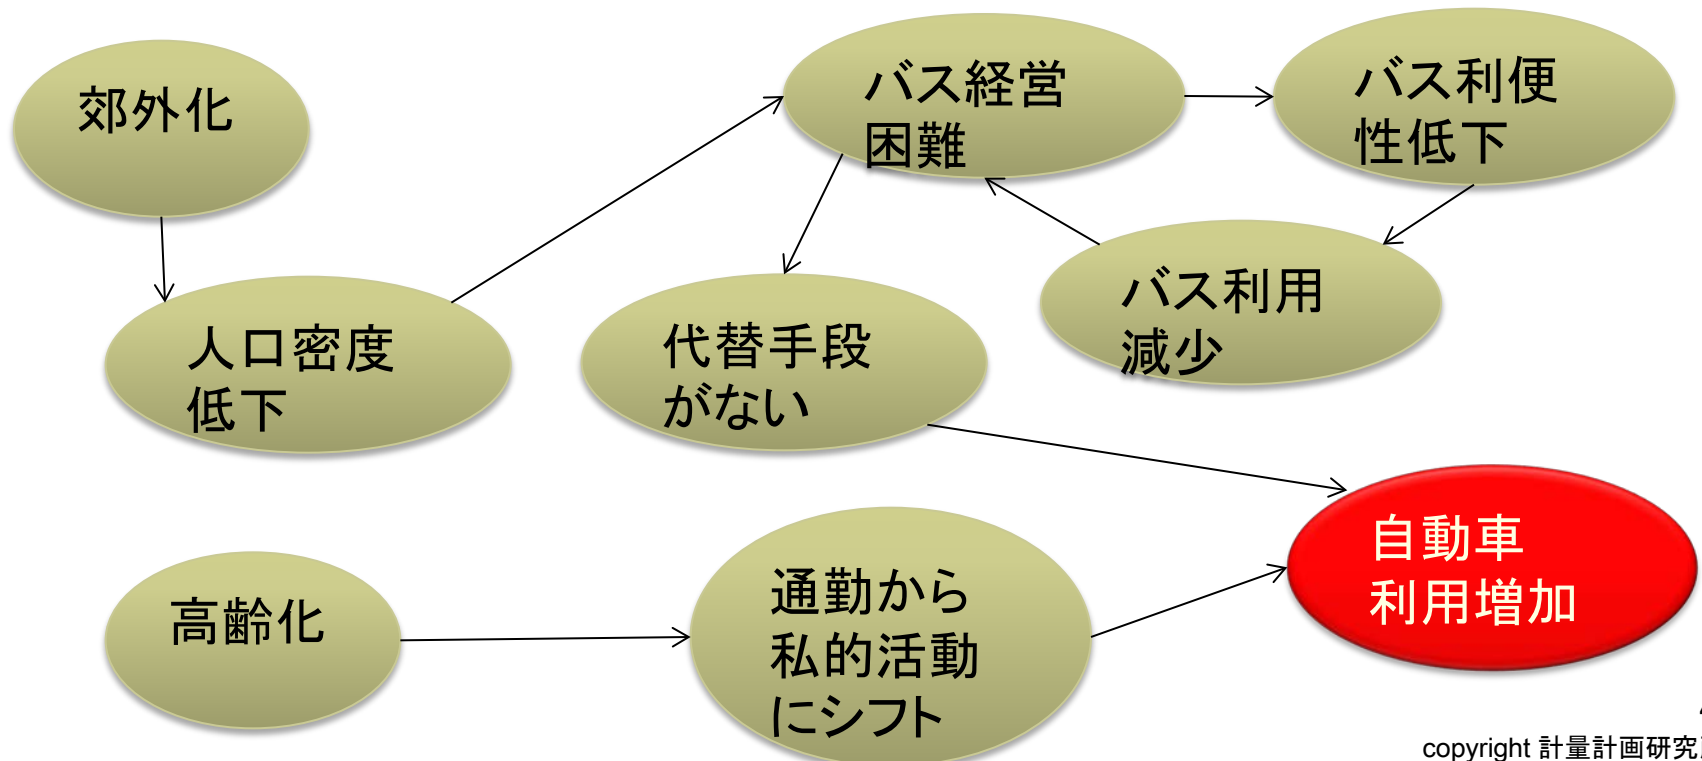 郊外化
バス経営
困難
バス利便
性低下
バス利用
減少
人口密度
低下
代替手段
がない
自動車
利用増加
高齢化
通勤から
私的活動
にシフト
copyright 計量計画研究